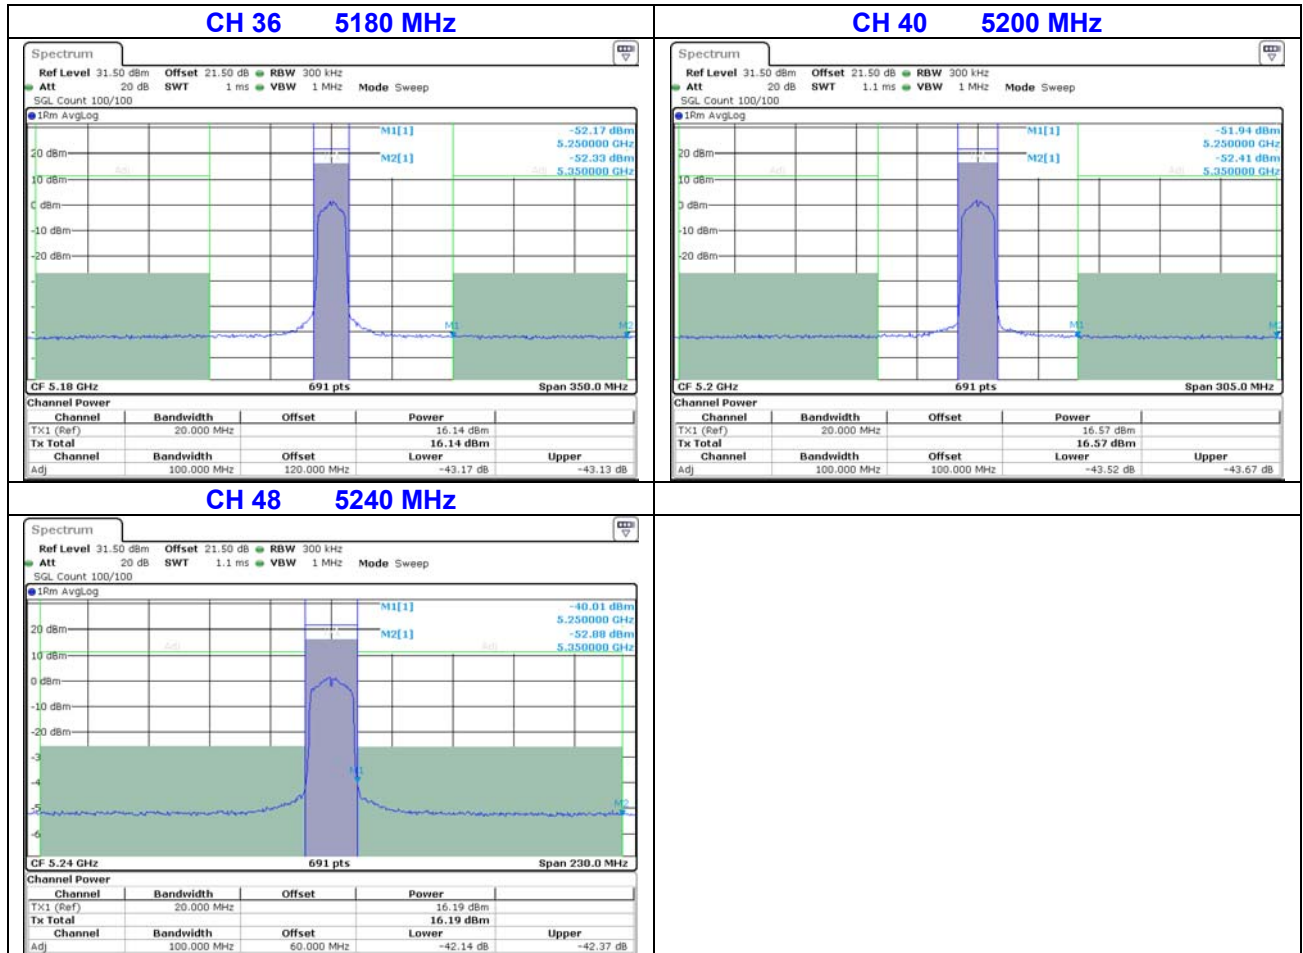 CH 36 5180 MHz
Spectrum
Ref Level 31.50 dBm Offset 21.50 dB RBW 300 kHz
Att 20 dB SWT 1 ms VBW 1 MHz Mode Sweep
SGL Count 100/100
1Rm AvgLog
M1[1] -52.17 dBm
5.250000 GHz
20 dBm
M2[1] -52.33 dBm
Adj Adj 5.350000 GHz
10 dBm
0 dBm
-10 dBm
-20 dBm
M1 M2
CF 5.18 GHz 691 pts Span 350.0 MHz
Channel Power
Channel Bandwidth Offset Power
TX1 (Ref) 20.000 MHz 16.14 dBm
Tx Total 16.14 dBm
Channel Bandwidth Offset Lower Upper
Adj 100.000 MHz 120.000 MHz -43.17 dB -43.13 dB
CH 40 5200 MHz
Spectrum
Ref Level 31.50 dBm Offset 21.50 dB RBW 300 kHz
Att 20 dB SWT 1.1 ms VBW 1 MHz Mode Sweep
SGL Count 100/100
1Rm AvgLog
M1[1] -51.94 dBm
5.250000 GHz
20 dBm
M2[1] -52.41 dBm
Adj Adj 5.350000 GHz
10 dBm
0 dBm
-10 dBm
-20 dBm
M1 M2
CF 5.2 GHz 691 pts Span 305.0 MHz
Channel Power
Channel Bandwidth Offset Power
TX1 (Ref) 20.000 MHz 16.57 dBm
Tx Total 16.57 dBm
Channel Bandwidth Offset Lower Upper
Adj 100.000 MHz 100.000 MHz -43.52 dB -43.67 dB
CH 48 5240 MHz
Spectrum
Ref Level 31.50 dBm Offset 21.50 dB RBW 300 kHz
Att 20 dB SWT 1.1 ms VBW 1 MHz Mode Sweep
SGL Count 100/100
1Rm AvgLog
M1[1] -40.01 dBm
5.250000 GHz
20 dBm
M2[1] -52.88 dBm
Adj Adj 5.350000 GHz
10 dBm
0 dBm
-10 dBm
-20 dBm
-3
M1
-4
M2
-5
-6
CF 5.24 GHz 691 pts Span 230.0 MHz
Channel Power
Channel Bandwidth Offset Power
TX1 (Ref) 20.000 MHz 16.19 dBm
Tx Total 16.19 dBm
Channel Bandwidth Offset Lower Upper
Adj 100.000 MHz 60.000 MHz -42.14 dB -42.37 dB